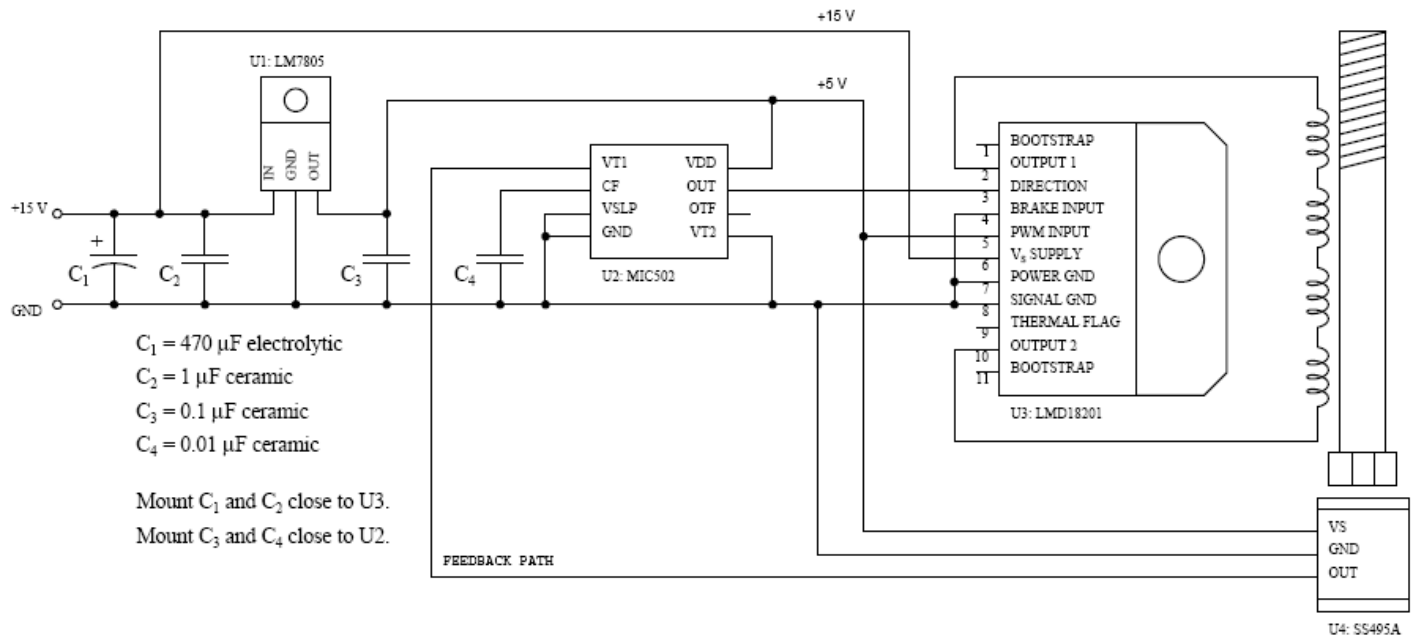 +15 V
U1: LM7805
+5 V
IN
GND
OUT
+15 V
GND
+
C₁
C₂
C₃
C₄
VT1
CF
VSLP
GND
VDD
OUT
OTF
VT2
U2: MIC502
BOOTSTRAP
1
OUTPUT 1
2
DIRECTION
3
BRAKE INPUT
4
PWM INPUT
5
Vs SUPPLY
6
POWER GND
7
SIGNAL GND
8
THERMAL FLAG
9
OUTPUT 2
10
BOOTSTRAP
11
U3: LMD18201
C₁ = 470 μF electrolytic
C₂ = 1 μF ceramic
C₃ = 0.1 μF ceramic
C₄ = 0.01 μF ceramic
Mount C₁ and C₂ close to U3.
Mount C₃ and C₄ close to U2.
FEEDBACK PATH
VS
GND
OUT
U4: SS495A